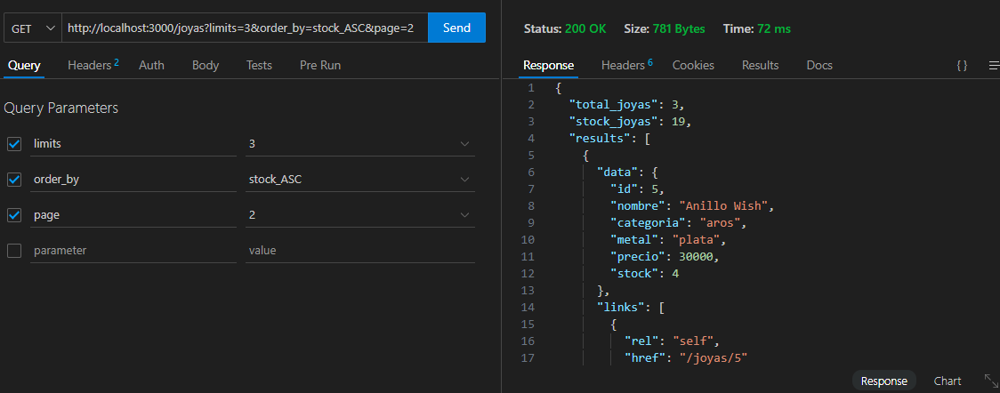 GET http://localhost:3000/joyas?limits=3&order_by=stock_ASC&page=2 Send
Query Headers 2 Auth Body Tests Pre Run
Query Parameters
limits 3
order_by stock_ASC
page 2
parameter value
Status: 200 OK Size: 781 Bytes Time: 72 ms
Response Headers 6 Cookies Results Docs { }
1 {
2 "total_joyas": 3,
3 "stock_joyas": 19,
4 "results": [
5 {
6 "data": {
7 "id": 5,
8 "nombre": "Anillo Wish",
9 "categoria": "aros",
10 "metal": "plata",
11 "precio": 30000,
12 "stock": 4
13 },
14 "links": [
15 {
16 "rel": "self",
17 "href": "/joyas/5"
Response Chart